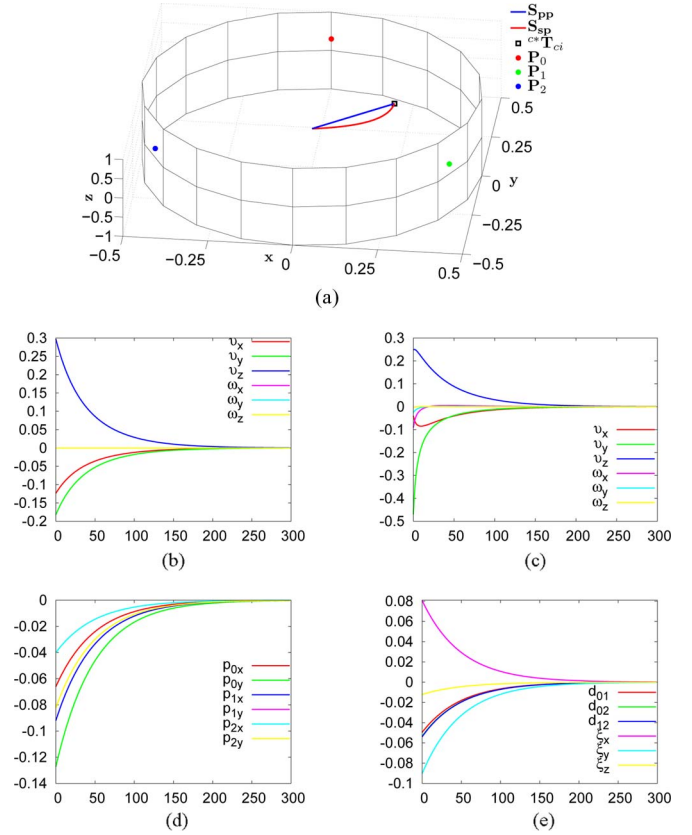 S_pp
S_sp
c*T_ci
P_0
P_1
P_2
1
0.5
0
−0.5
−1
z
−0.5
−0.25
x
0
0.25
0.5
−0.5
−0.25
0
y
0.25
0.5
(a)
0.3
0.25
0.2
0.15
0.1
0.05
0
-0.05
-0.1
-0.15
-0.2
0 50 100 150 200 250 300
υ_x
υ_y
υ_z
ω_x
ω_y
ω_z
(b)
0.3
0.2
0.1
0
-0.1
-0.2
-0.3
-0.4
-0.5
0 50 100 150 200 250 300
υ_x
υ_y
υ_z
ω_x
ω_y
ω_z
(c)
0
-0.02
-0.04
-0.06
-0.08
-0.1
-0.12
-0.14
0 50 100 150 200 250 300
p_0x
p_0y
p_1x
p_1y
p_2x
p_2y
(d)
0.08
0.06
0.04
0.02
0
-0.02
-0.04
-0.06
-0.08
-0.1
0 50 100 150 200 250 300
d_01
d_02
d_12
ξ_x
ξ_y
ξ_z
(e)